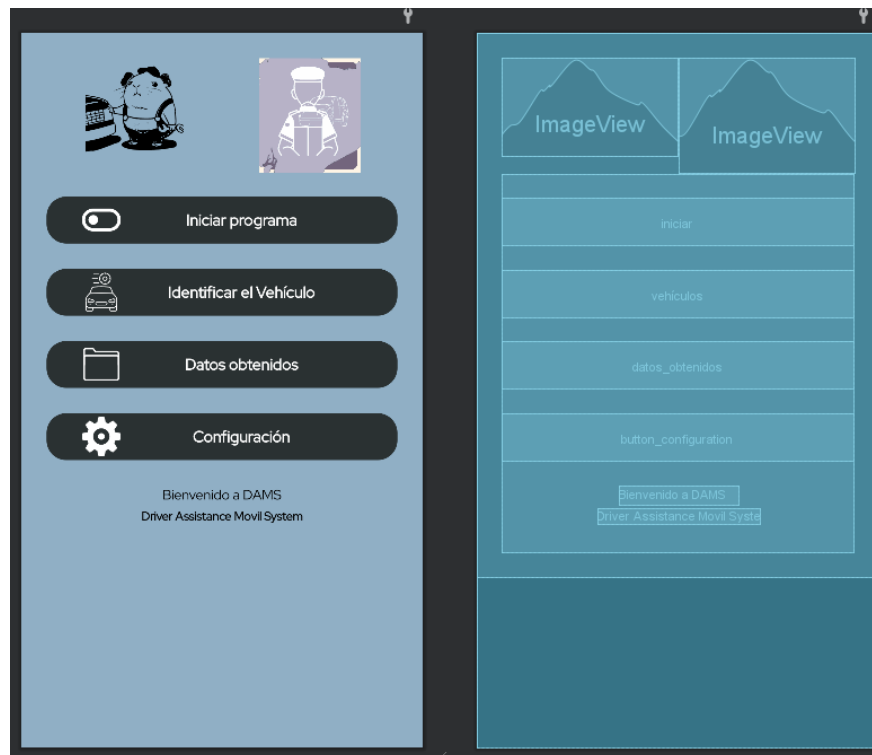 Iniciar programa
Identificar el Vehículo
Datos obtenidos
Configuración
Bienvenido a DAMS
Driver Assistance Movil System
ImageView
ImageView
iniciar
vehículos
datos_obtenidos
button_configuration
Bienvenido a DAMS
Driver Assistance Movil Syste